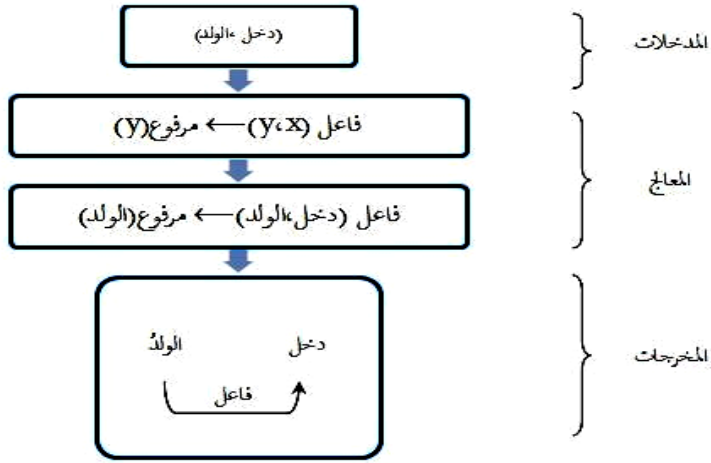 (دخل ،الولد)
المدخلات
فاعل (y،x) ⟵ مرفوع(y)
المعالج
فاعل (دخل،الولد) ⟵ مرفوع(الولد)
دخل الولدُ
فاعل
المخرجات